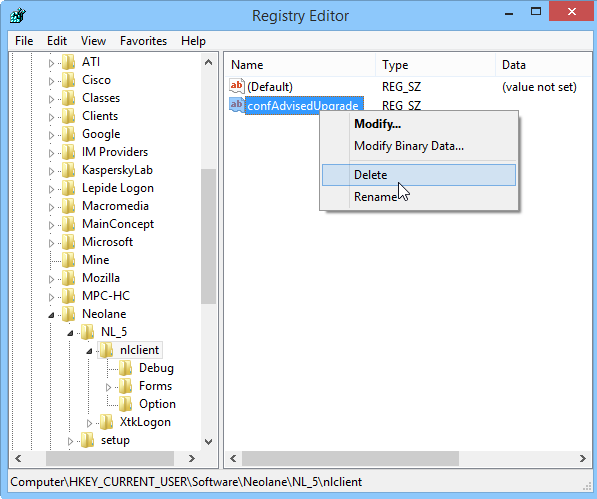 Registry Editor
File Edit View Favorites Help
ATI
Cisco
Classes
Clients
Google
IM Providers
KasperskyLab
Lepide Logon
Macromedia
MainConcept
Microsoft
Mine
Mozilla
MPC-HC
Neolane
NL_5
nlclient
Debug
Forms
Option
XtkLogon
setup
Name Type Data
ab (Default) REG_SZ (value not set)
ab confAdvisedUpgrade REG_SZ
Modify...
Modify Binary Data...
Delete
Rename
Computer\HKEY_CURRENT_USER\Software\Neolane\NL_5\nlclient